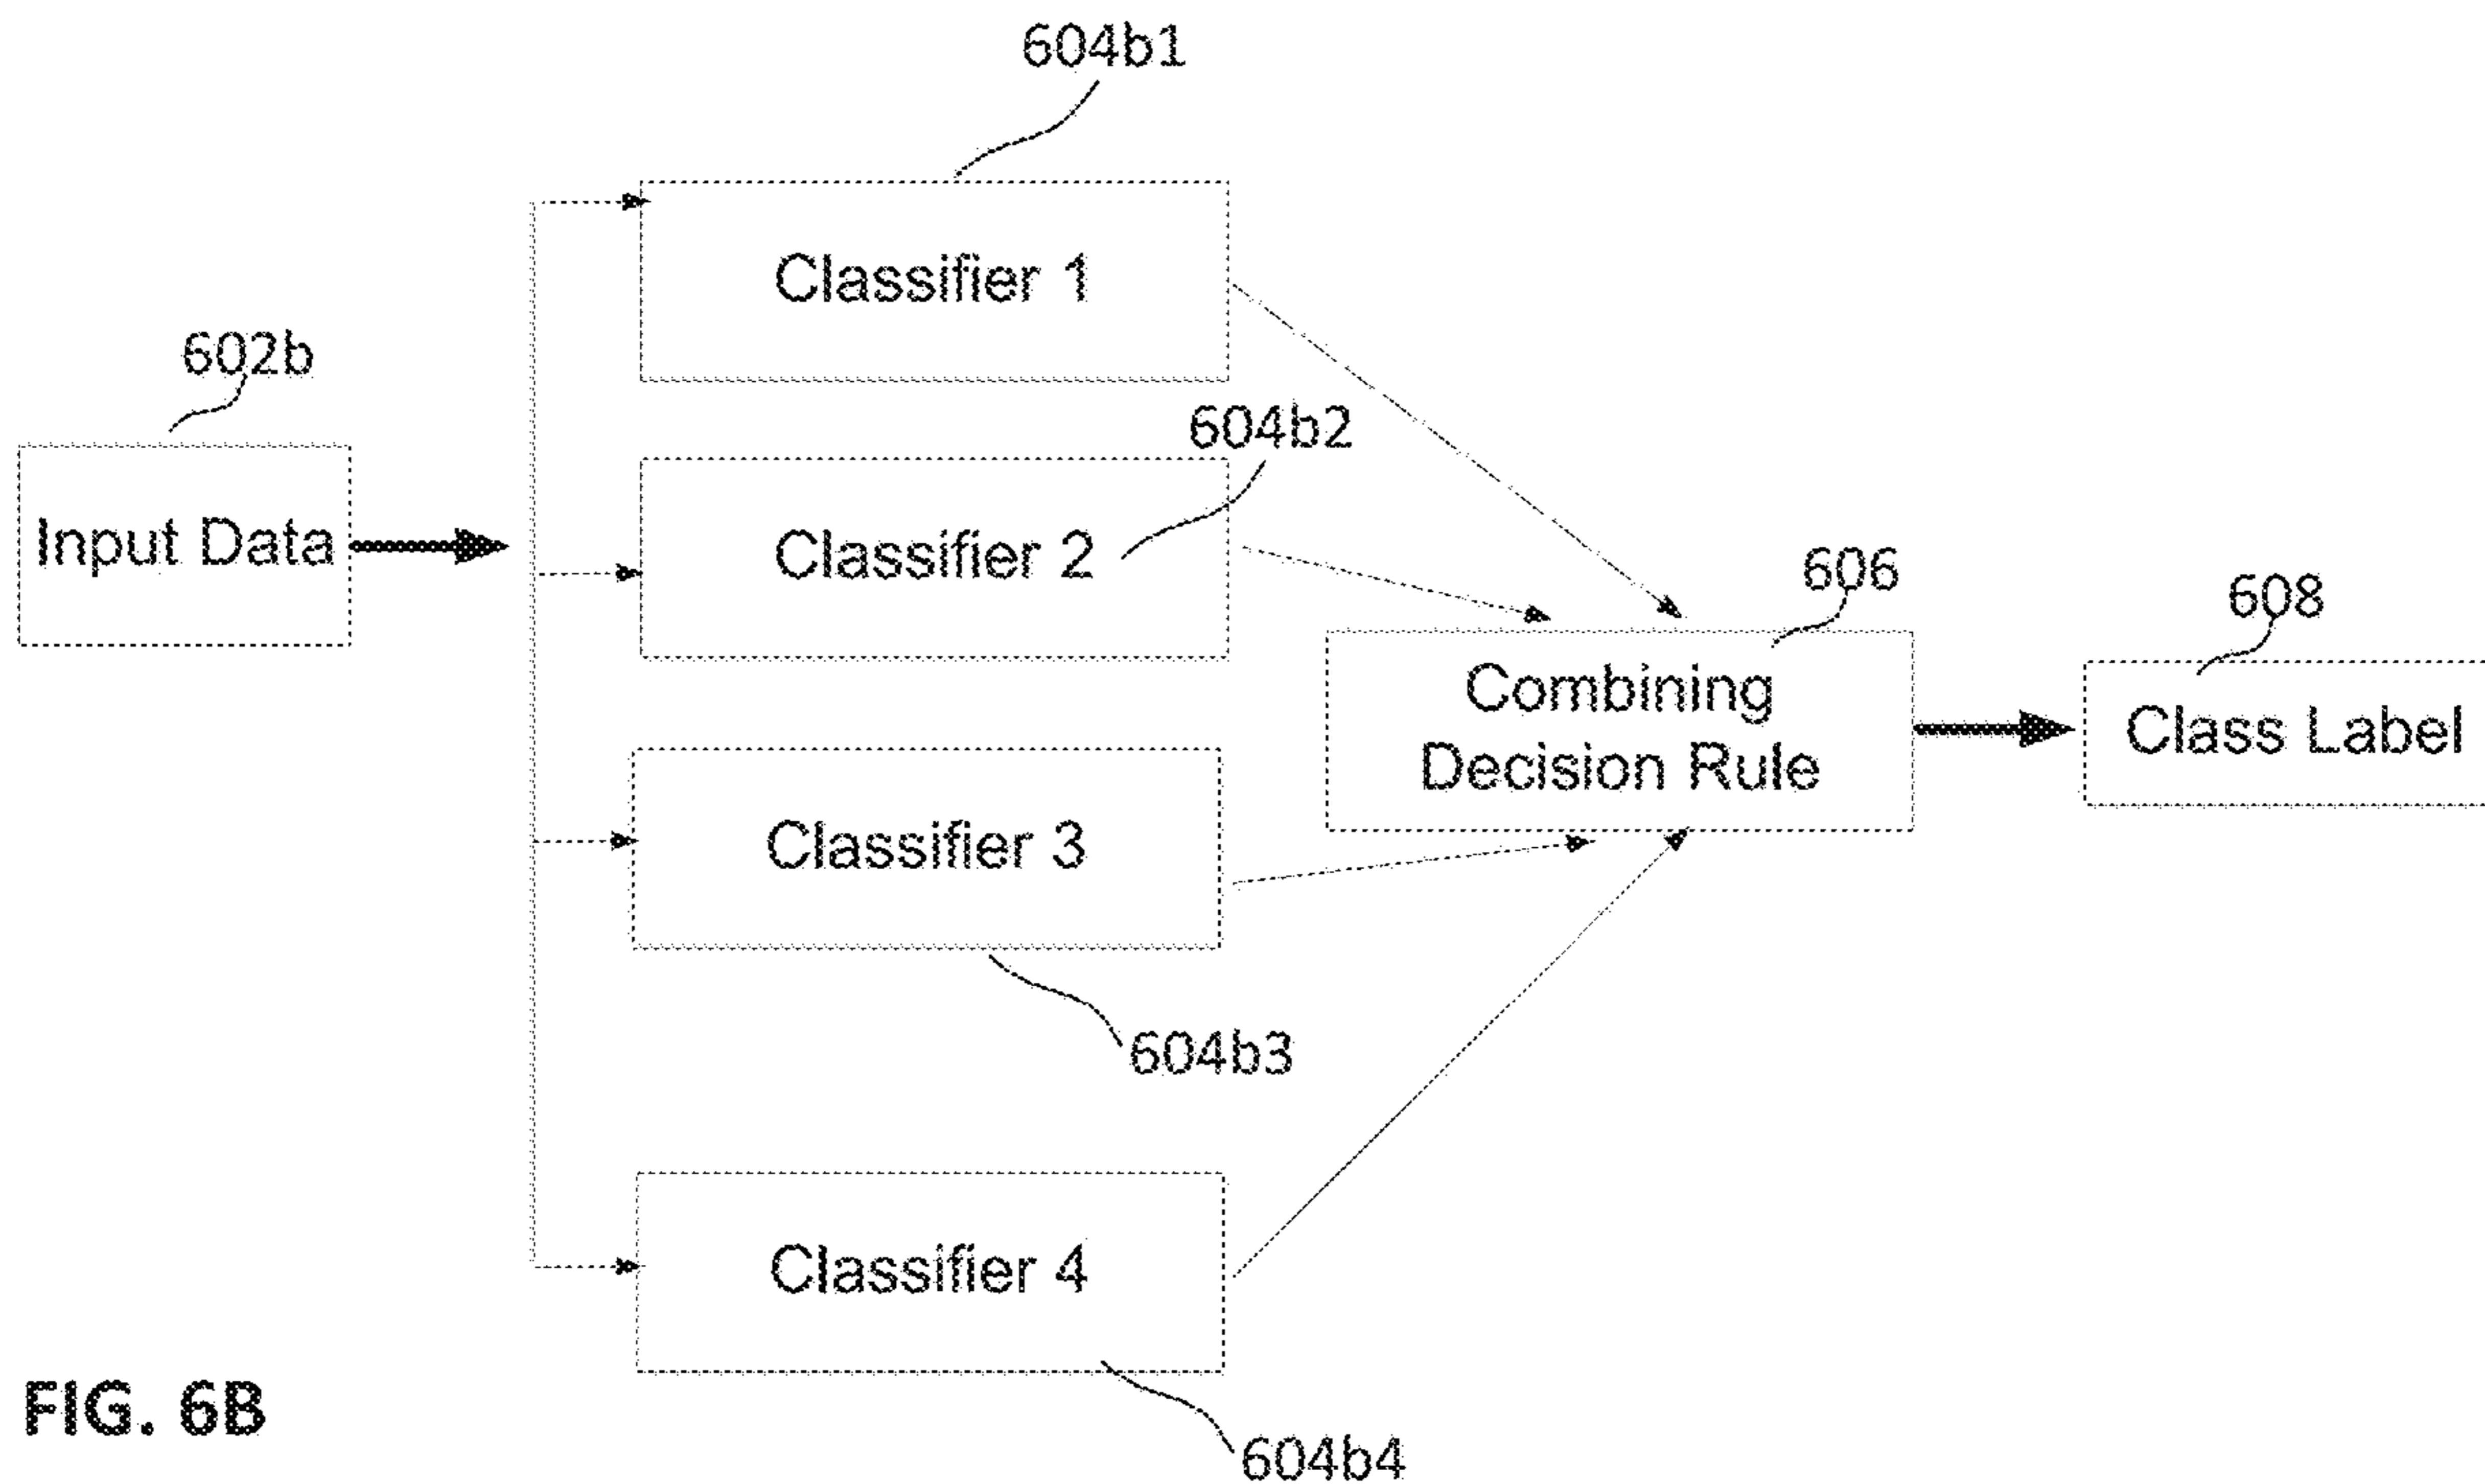 604b1
Classifier 1
602b
604b2
Input Data
Classifier 2
606
608
Combining
Decision Rule
Class Label
Classifier 3
604b3
Classifier 4
FIG. 6B
604b4